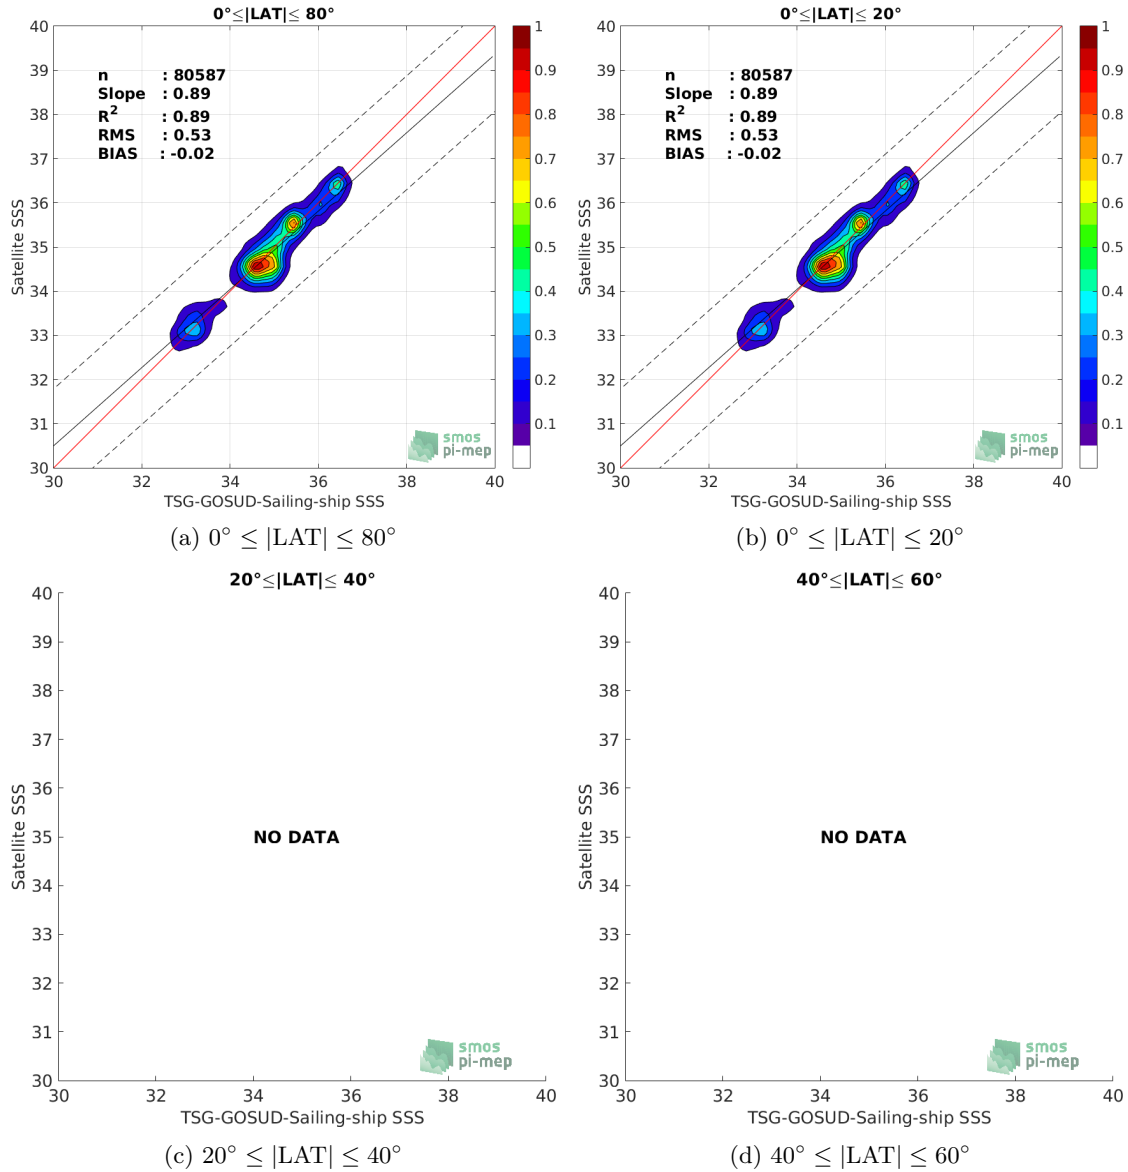 0°≤|LAT|≤ 80°
40
39
38
37
36
35
34
33
32
31
30
Satellite SSS
n : 80587
Slope : 0.89
R² : 0.89
RMS : 0.53
BIAS : -0.02
smos
pi-mep
30 32 34 36 38 40
TSG-GOSUD-Sailing-ship SSS
1
0.9
0.8
0.7
0.6
0.5
0.4
0.3
0.2
0.1
(a) 0° ≤ |LAT| ≤ 80°
0°≤|LAT|≤ 20°
40
39
38
37
36
35
34
33
32
31
30
Satellite SSS
n : 80587
Slope : 0.89
R² : 0.89
RMS : 0.53
BIAS : -0.02
smos
pi-mep
30 32 34 36 38 40
TSG-GOSUD-Sailing-ship SSS
1
0.9
0.8
0.7
0.6
0.5
0.4
0.3
0.2
0.1
(b) 0° ≤ |LAT| ≤ 20°
20°≤|LAT|≤ 40°
40
39
38
37
36
35
34
33
32
31
30
Satellite SSS
NO DATA
smos
pi-mep
30 32 34 36 38 40
TSG-GOSUD-Sailing-ship SSS
(c) 20° ≤ |LAT| ≤ 40°
40°≤|LAT|≤ 60°
40
39
38
37
36
35
34
33
32
31
30
Satellite SSS
NO DATA
smos
pi-mep
30 32 34 36 38 40
TSG-GOSUD-Sailing-ship SSS
(d) 40° ≤ |LAT| ≤ 60°